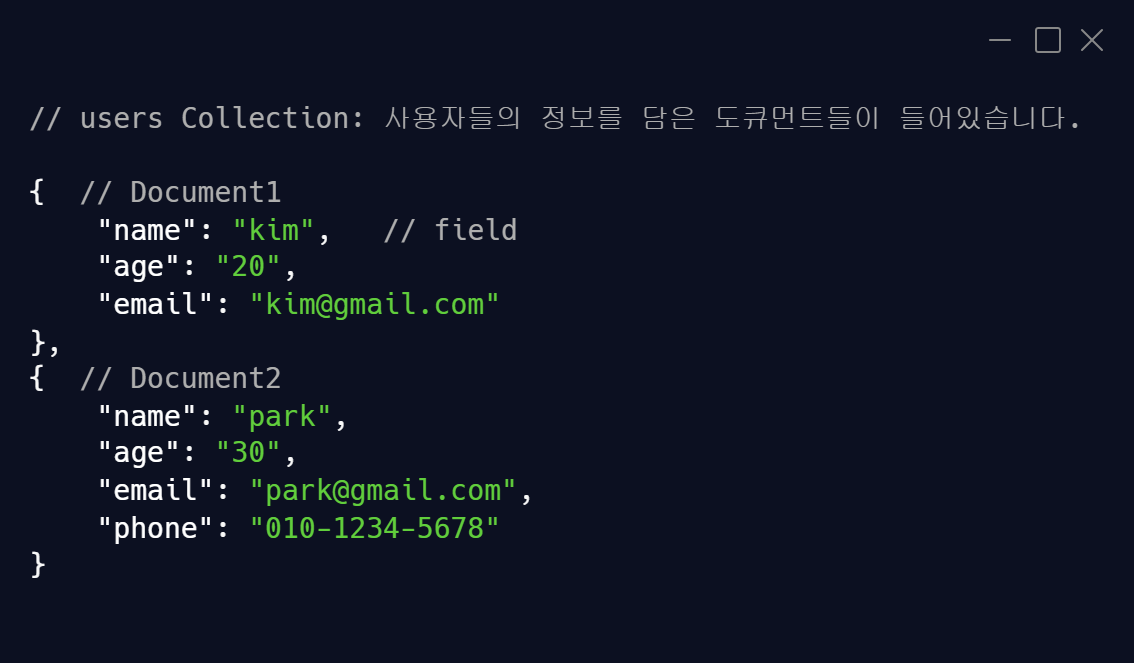 // users Collection: 사용자들의 정보를 담은 도큐먼트들이 들어있습니다.
{  // Document1
    "name": "kim",   // field
    "age": "20",
    "email": "kim@gmail.com"
},
{  // Document2
    "name": "park",
    "age": "30",
    "email": "park@gmail.com",
    "phone": "010-1234-5678"
}